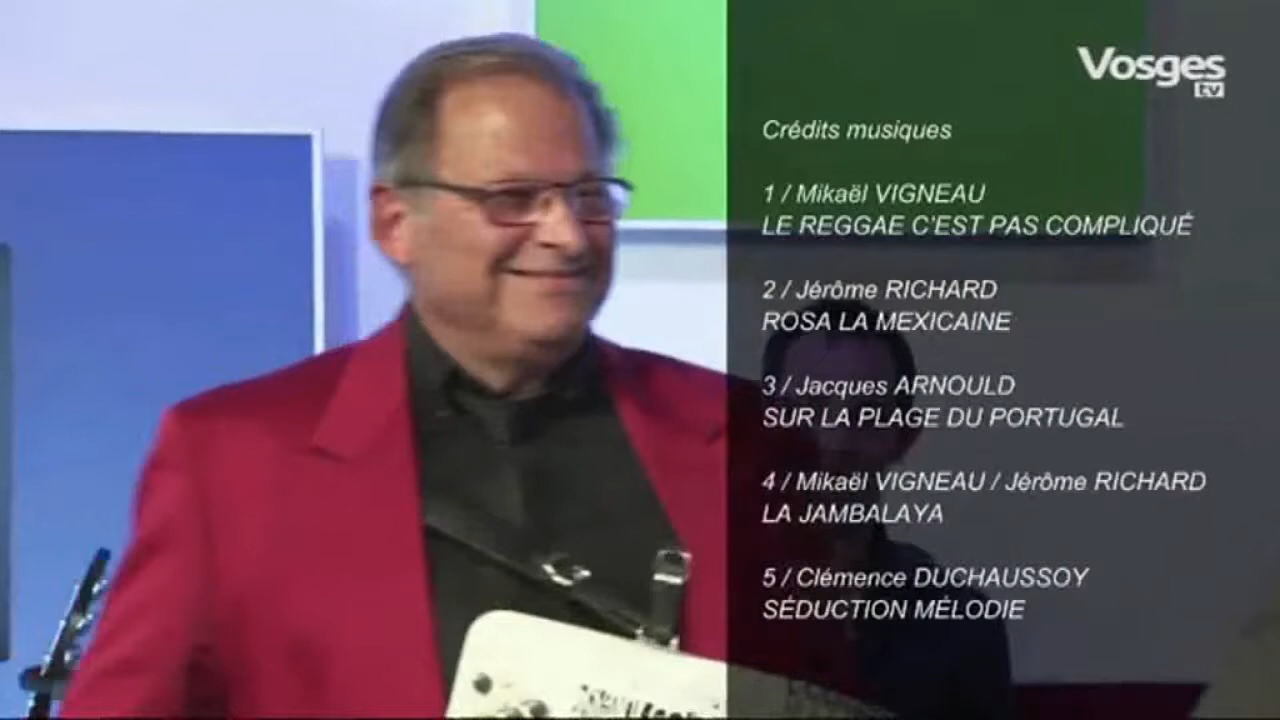 Vosges
tv
Crédits musiques
1 / Mikaël VIGNEAU
LE REGGAE C'EST PAS COMPLIQUÉ
2 / Jérôme RICHARD
ROSA LA MEXICAINE
3 / Jacques ARNOULD
SUR LA PLAGE DU PORTUGAL
4 / Mikaël VIGNEAU / Jérôme RICHARD
LA JAMBALAYA
5 / Clémence DUCHAUSSOY
SÉDUCTION MÉLODIE